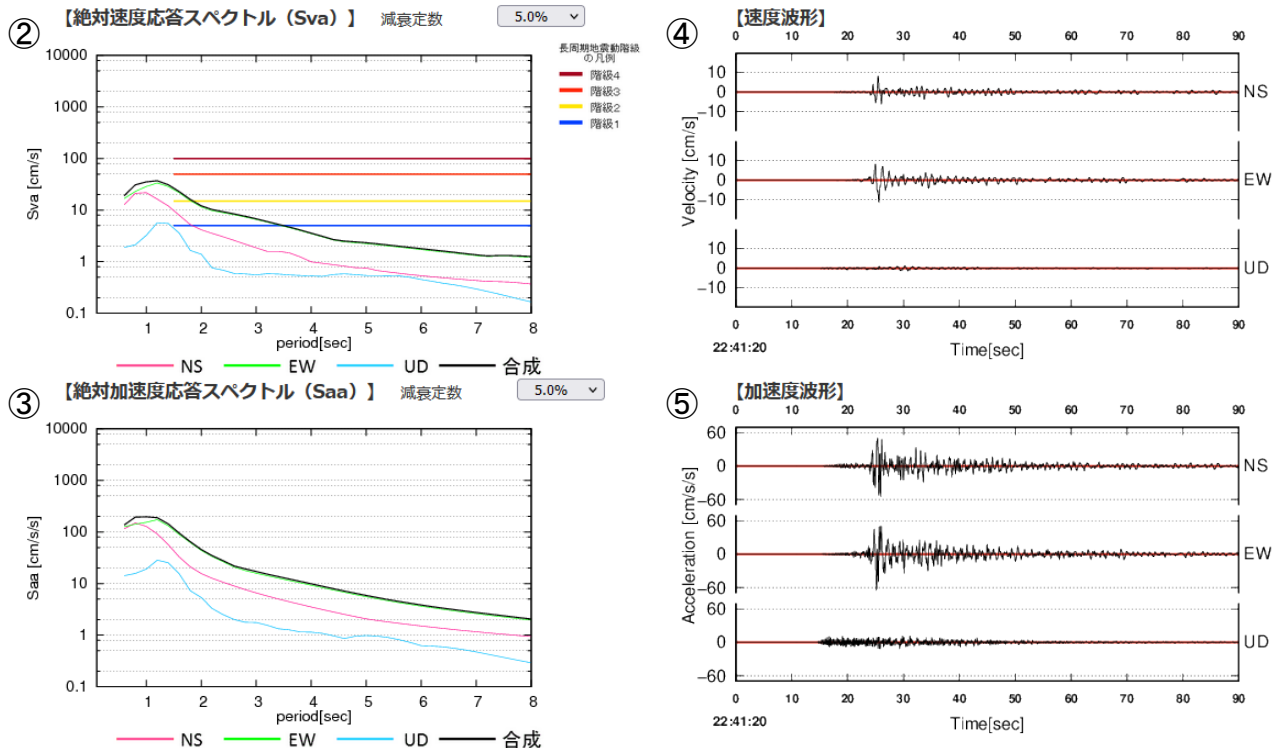 ②
【絶対速度応答スペクトル（Sva）】 減衰定数 5.0%
10000
1000
100
10
1
0.1
Sva [cm/s]
1 2 3 4 5 6 7 8
period[sec]
NS EW UD 合成
長周期地震動階級
の凡例
階級4
階級3
階級2
階級1
③
【絶対加速度応答スペクトル（Saa）】 減衰定数 5.0%
10000
1000
100
10
1
0.1
Saa [cm/s/s]
1 2 3 4 5 6 7 8
period[sec]
NS EW UD 合成
④
【速度波形】
0 10 20 30 40 50 60 70 80 90
Velocity [cm/s]
10
0
−10
NS
10
0
−10
EW
10
0
−10
UD
0 10 20 30 40 50 60 70 80 90
22:41:20
Time[sec]
⑤
【加速度波形】
0 10 20 30 40 50 60 70 80 90
Acceleration [cm/s/s]
60
0
−60
NS
60
0
−60
EW
60
0
−60
UD
0 10 20 30 40 50 60 70 80 90
22:41:20
Time[sec]